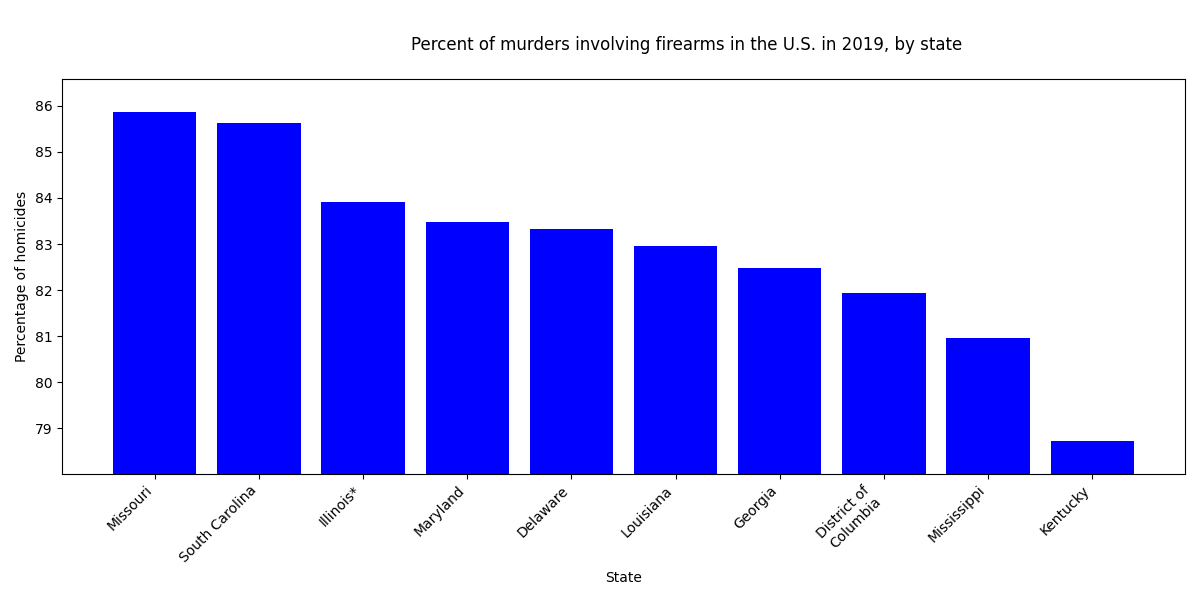 Percent of murders involving firearms in the U.S. in 2019, by state
Percentage of homicides
86
85
84
83
82
81
80
79
Missouri
South Carolina
Illinois*
Maryland
Delaware
Louisiana
Georgia
District of
Columbia
Mississippi
Kentucky
State